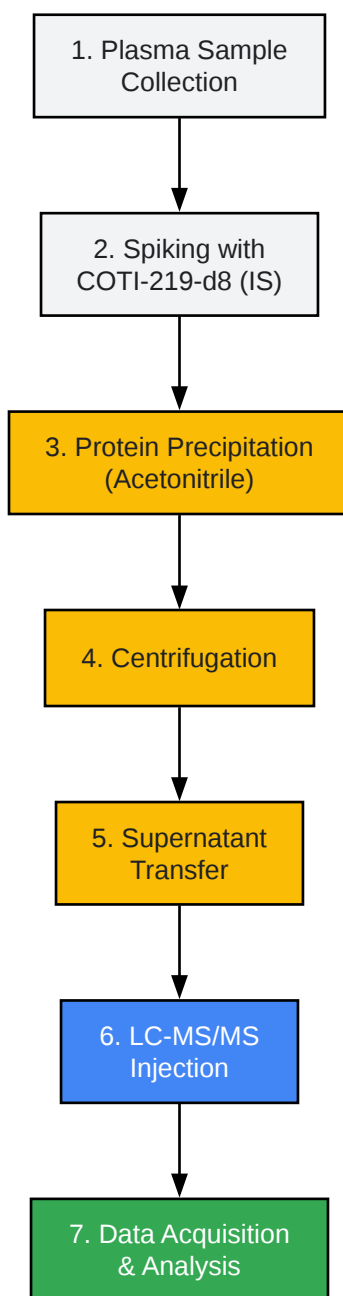 1. Plasma Sample
Collection
2. Spiking with
COTI-219-d8 (IS)
3. Protein Precipitation
(Acetonitrile)
4. Centrifugation
5. Supernatant
Transfer
6. LC-MS/MS
Injection
7. Data Acquisition
& Analysis